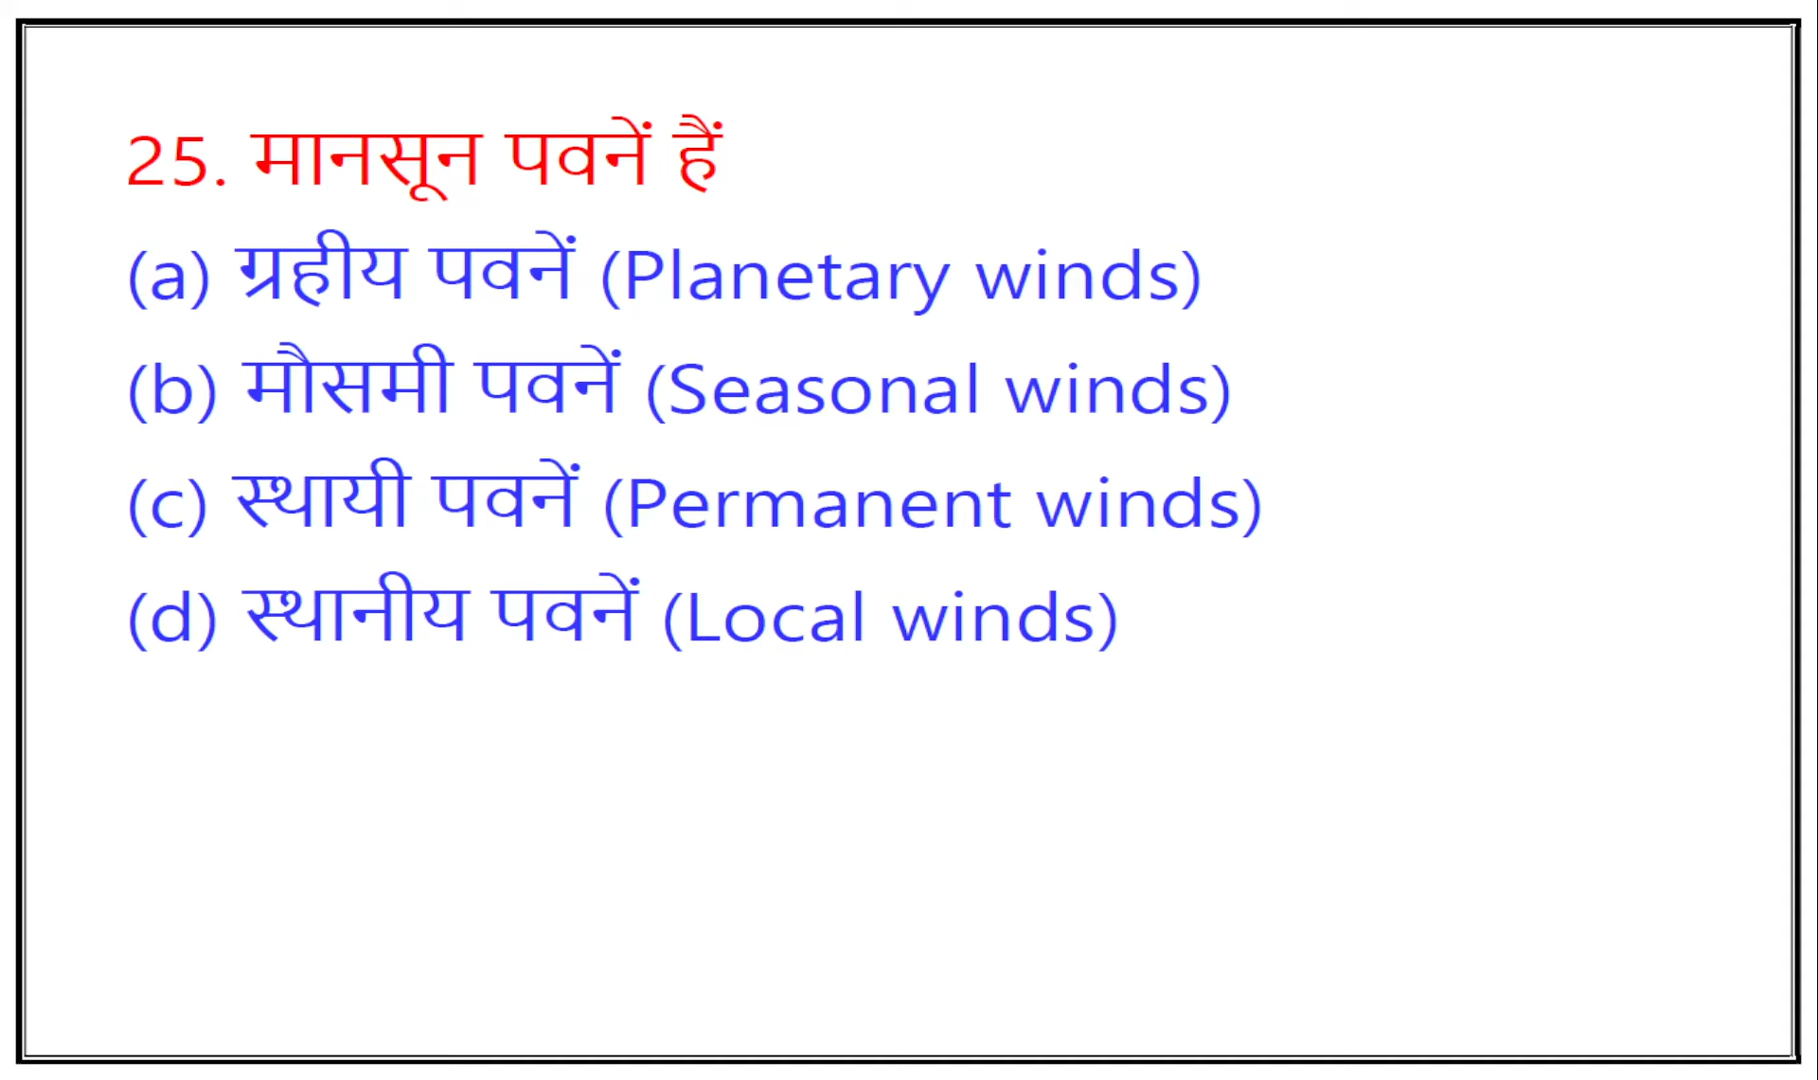 25. मानसून पवनें हैं
(a) ग्रहीय पवनें (Planetary winds)
(b) मौसमी पवनें (Seasonal winds)
(c) स्थायी पवनें (Permanent winds)
(d) स्थानीय पवनें (Local winds)